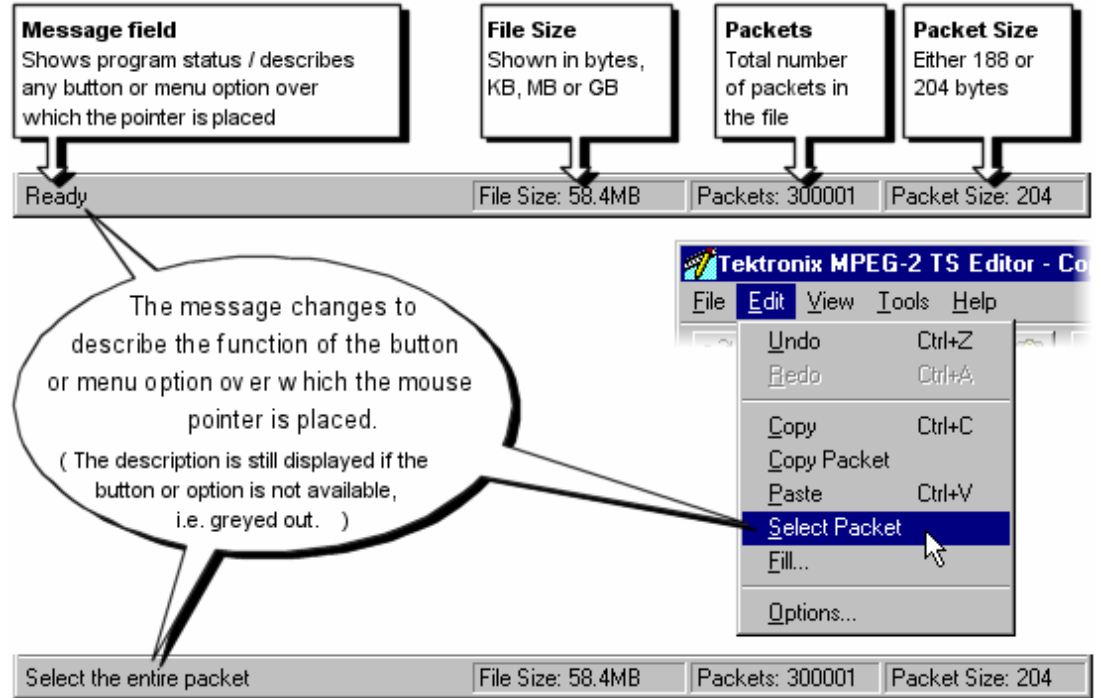 Message field
Shows program status / describes
any button or menu option over
which the pointer is placed
File Size
Shown in bytes,
KB, MB or GB
Packets
Total number
of packets in
the file
Packet Size
Either 188 or
204 bytes
Ready
File Size: 58.4MB
Packets: 300001
Packet Size: 204
The message changes to
describe the function of the button
or menu option over which the mouse
pointer is placed.
( The description is still displayed if the
button or option is not available,
i.e. greyed out. )
Tektronix MPEG-2 TS Editor - Co
File Edit View Tools Help
Undo Ctrl+Z
Redo Ctrl+A
Copy Ctrl+C
Copy Packet
Paste Ctrl+V
Select Packet
Fill...
Options...
Select the entire packet
File Size: 58.4MB
Packets: 300001
Packet Size: 204